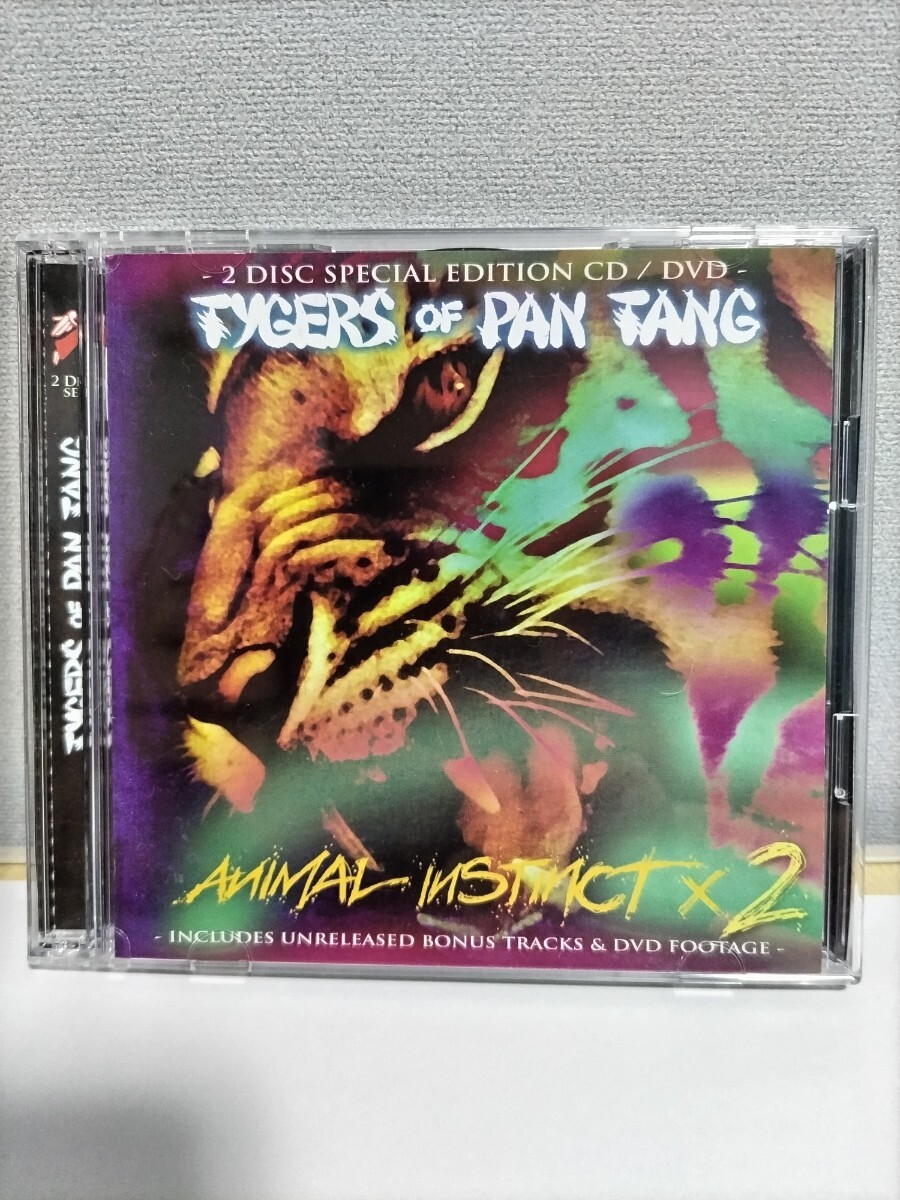 - 2 DISC SPECIAL EDITION CD / DVD -
TYGERS OF PAN TANG
ANIMAL INSTINCT x 2
- INCLUDES UNRELEASED BONUS TRACKS & DVD FOOTAGE -
TYGERS OF PAN TANG